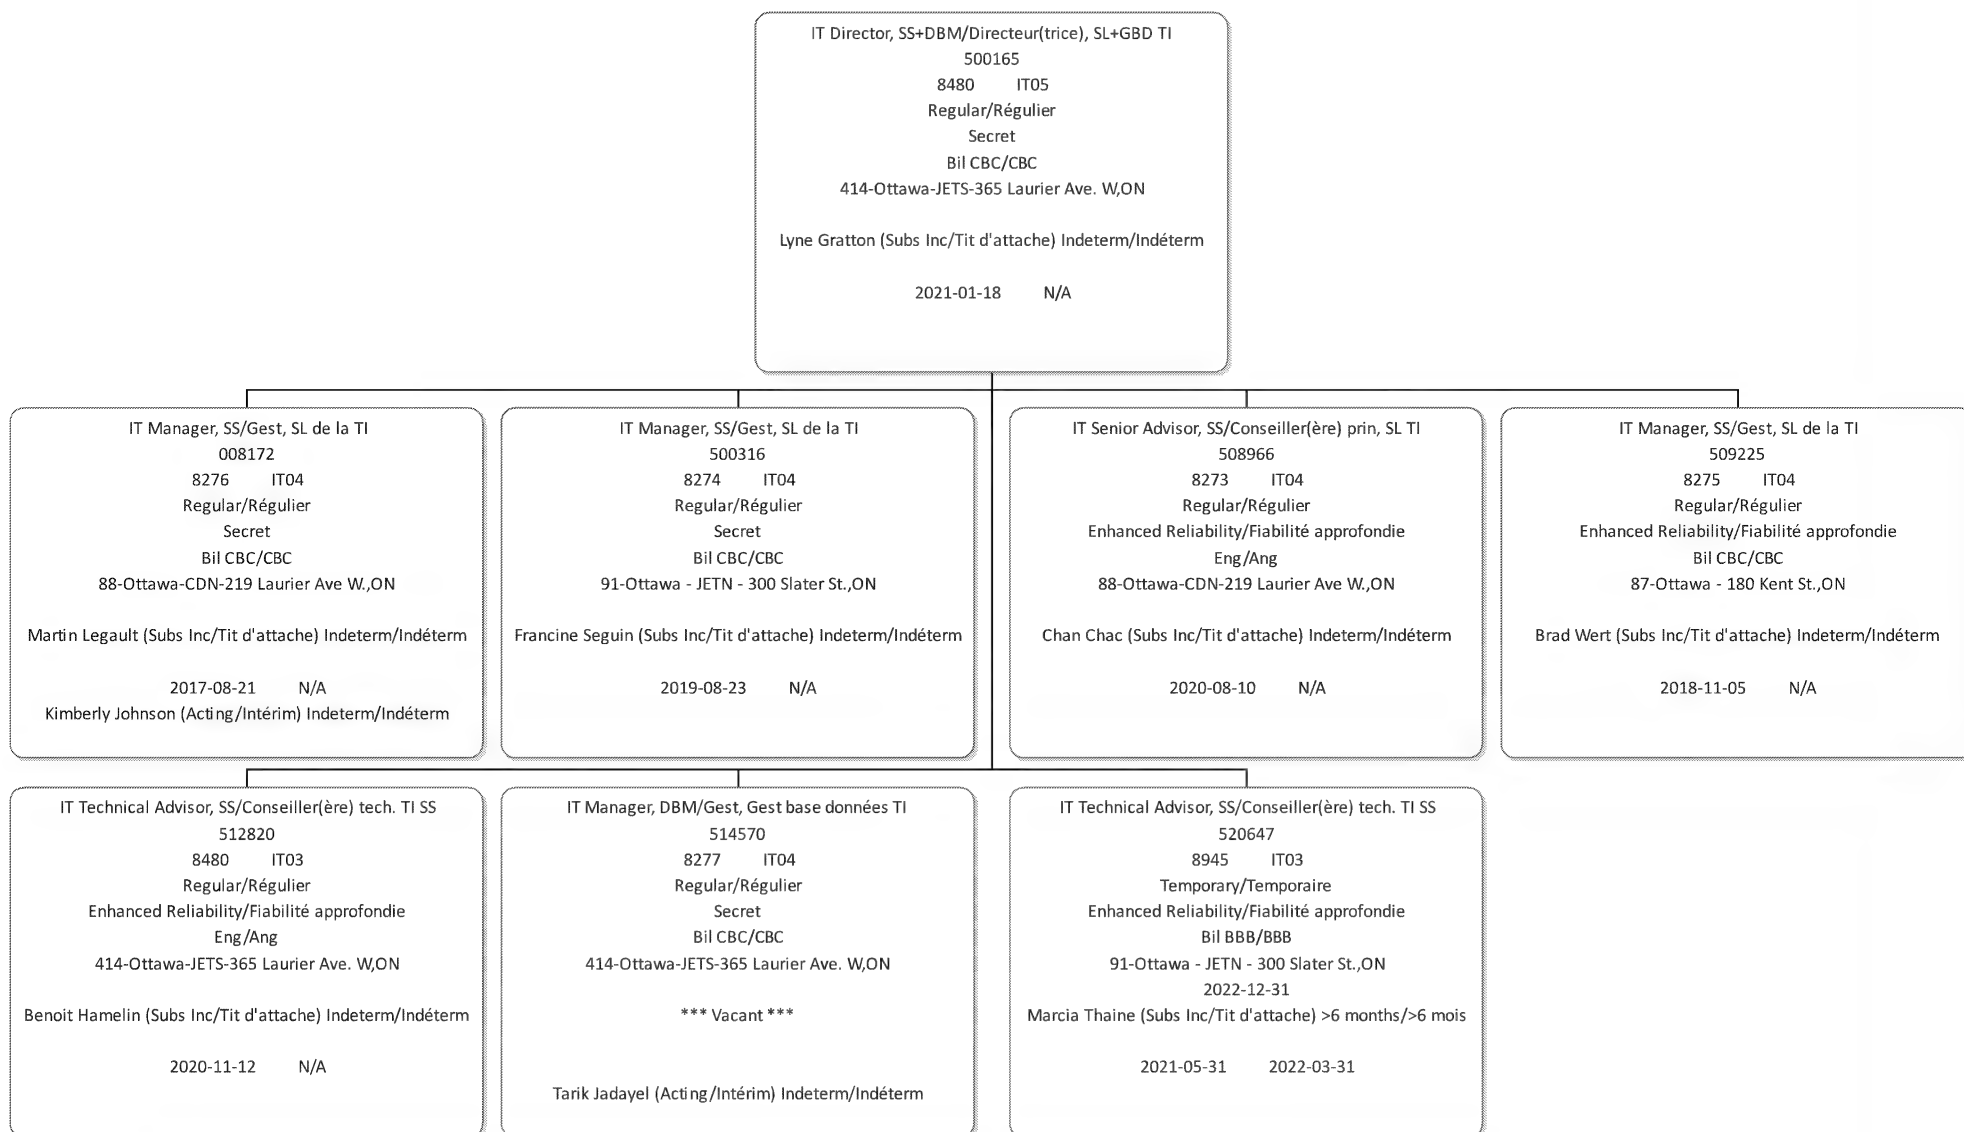 IT Director, SS+DBM/Directeur(trice), SL+GBD TI
500165
8480 IT05
Regular/Régulier
Secret
Bil CBC/CBC
414-Ottawa-JETS-365 Laurier Ave. W,ON
Lyne Gratton (Subs Inc/Tit d'attache) Indeterm/Indéterm
2021-01-18 N/A
IT Manager, SS/Gest, SL de la TI
008172
8276 IT04
Regular/Régulier
Secret
Bil CBC/CBC
88-Ottawa-CDN-219 Laurier Ave W.,ON
Martin Legault (Subs Inc/Tit d'attache) Indeterm/Indéterm
2017-08-21 N/A
Kimberly Johnson (Acting/Intérim) Indeterm/Indéterm
IT Manager, SS/Gest, SL de la TI
500316
8274 IT04
Regular/Régulier
Secret
Bil CBC/CBC
91-Ottawa - JETN - 300 Slater St.,ON
Francine Seguin (Subs Inc/Tit d'attache) Indeterm/Indéterm
2019-08-23 N/A
IT Senior Advisor, SS/Conseiller(ère) prin, SL TI
508966
8273 IT04
Regular/Régulier
Enhanced Reliability/Fiabilité approfondie
Eng/Ang
88-Ottawa-CDN-219 Laurier Ave W.,ON
Chan Chac (Subs Inc/Tit d'attache) Indeterm/Indéterm
2020-08-10 N/A
IT Manager, SS/Gest, SL de la TI
509225
8275 IT04
Regular/Régulier
Enhanced Reliability/Fiabilité approfondie
Bil CBC/CBC
87-Ottawa - 180 Kent St.,ON
Brad Wert (Subs Inc/Tit d'attache) Indeterm/Indéterm
2018-11-05 N/A
IT Technical Advisor, SS/Conseiller(ère) tech. TI SS
512820
8480 IT03
Regular/Régulier
Enhanced Reliability/Fiabilité approfondie
Eng/Ang
414-Ottawa-JETS-365 Laurier Ave. W,ON
Benoit Hamelin (Subs Inc/Tit d'attache) Indeterm/Indéterm
2020-11-12 N/A
IT Manager, DBM/Gest, Gest base données TI
514570
8277 IT04
Regular/Régulier
Secret
Bil CBC/CBC
414-Ottawa-JETS-365 Laurier Ave. W,ON
*** Vacant ***
Tarik Jadayel (Acting/Intérim) Indeterm/Indéterm
IT Technical Advisor, SS/Conseiller(ère) tech. TI SS
520647
8945 IT03
Temporary/Temporaire
Enhanced Reliability/Fiabilité approfondie
Bil BBB/BBB
91-Ottawa - JETN - 300 Slater St.,ON
2022-12-31
Marcia Thaine (Subs Inc/Tit d'attache) >6 months/>6 mois
2021-05-31 2022-03-31